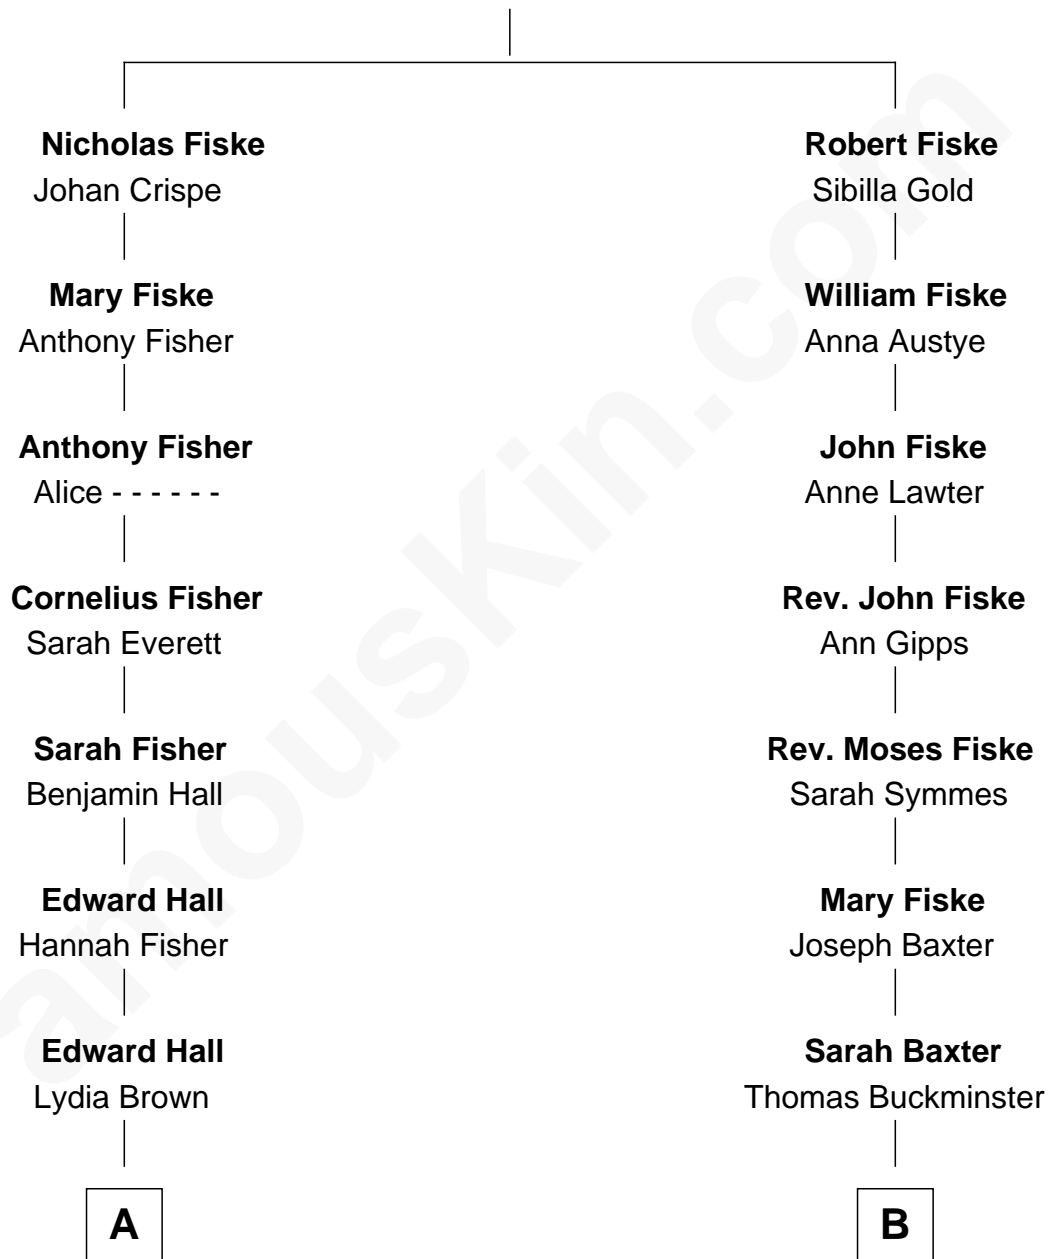 Nicholas Fiske
Johan Crispe
Mary Fiske
Anthony Fisher
Anthony Fisher
Alice - - - - - -
Cornelius Fisher
Sarah Everett
Sarah Fisher
Benjamin Hall
Edward Hall
Hannah Fisher
Edward Hall
Lydia Brown
A
Robert Fiske
Sibilla Gold
William Fiske
Anna Austye
John Fiske
Anne Lawter
Rev. John Fiske
Ann Gipps
Rev. Moses Fiske
Sarah Symmes
Mary Fiske
Joseph Baxter
Sarah Baxter
Thomas Buckminster
B
amouskin.com